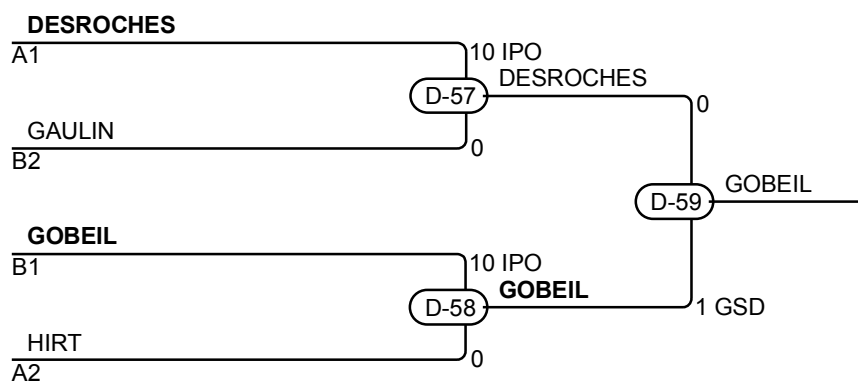 DESROCHES
A1
10 IPO
DESROCHES
D-57
0
GAULIN
B2
0
GOBEIL
D-59
GOBEIL
B1
10 IPO
GOBEIL
D-58
1 GSD
HIRT
A2
0